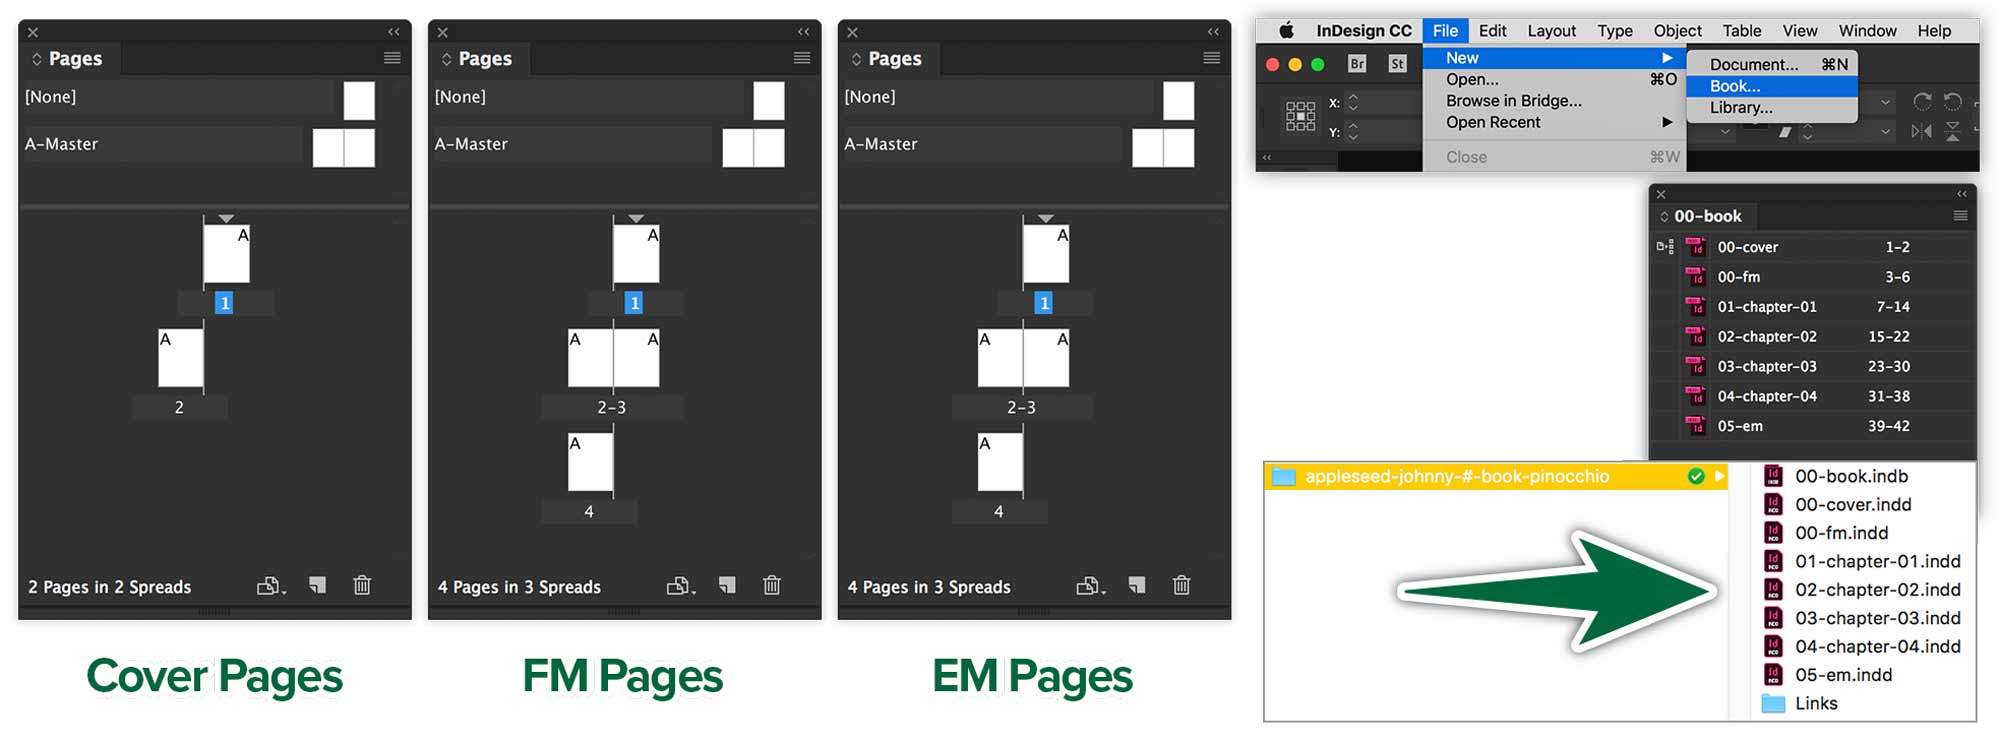 Pages
[None]
A-Master
A
1
A
2
2 Pages in 2 Spreads
Cover Pages
Pages
[None]
A-Master
A
1
A A
2-3
A
4
4 Pages in 3 Spreads
FM Pages
Pages
[None]
A-Master
A
1
A A
2-3
A
4
4 Pages in 3 Spreads
EM Pages
InDesign CC File Edit Layout Type Object Table View Window Help
Br St
X:
Y:
New
Open... ⌘O
Browse in Bridge...
Open Recent
Close ⌘W
Document... ⌘N
Book...
Library...
00-book
00-cover 1-2
00-fm 3-6
01-chapter-01 7-14
02-chapter-02 15-22
03-chapter-03 23-30
04-chapter-04 31-38
05-em 39-42
appleseed-johnny-#-book-pinocchio
00-book.indb
00-cover.indd
00-fm.indd
01-chapter-01.indd
02-chapter-02.indd
03-chapter-03.indd
04-chapter-04.indd
05-em.indd
Links